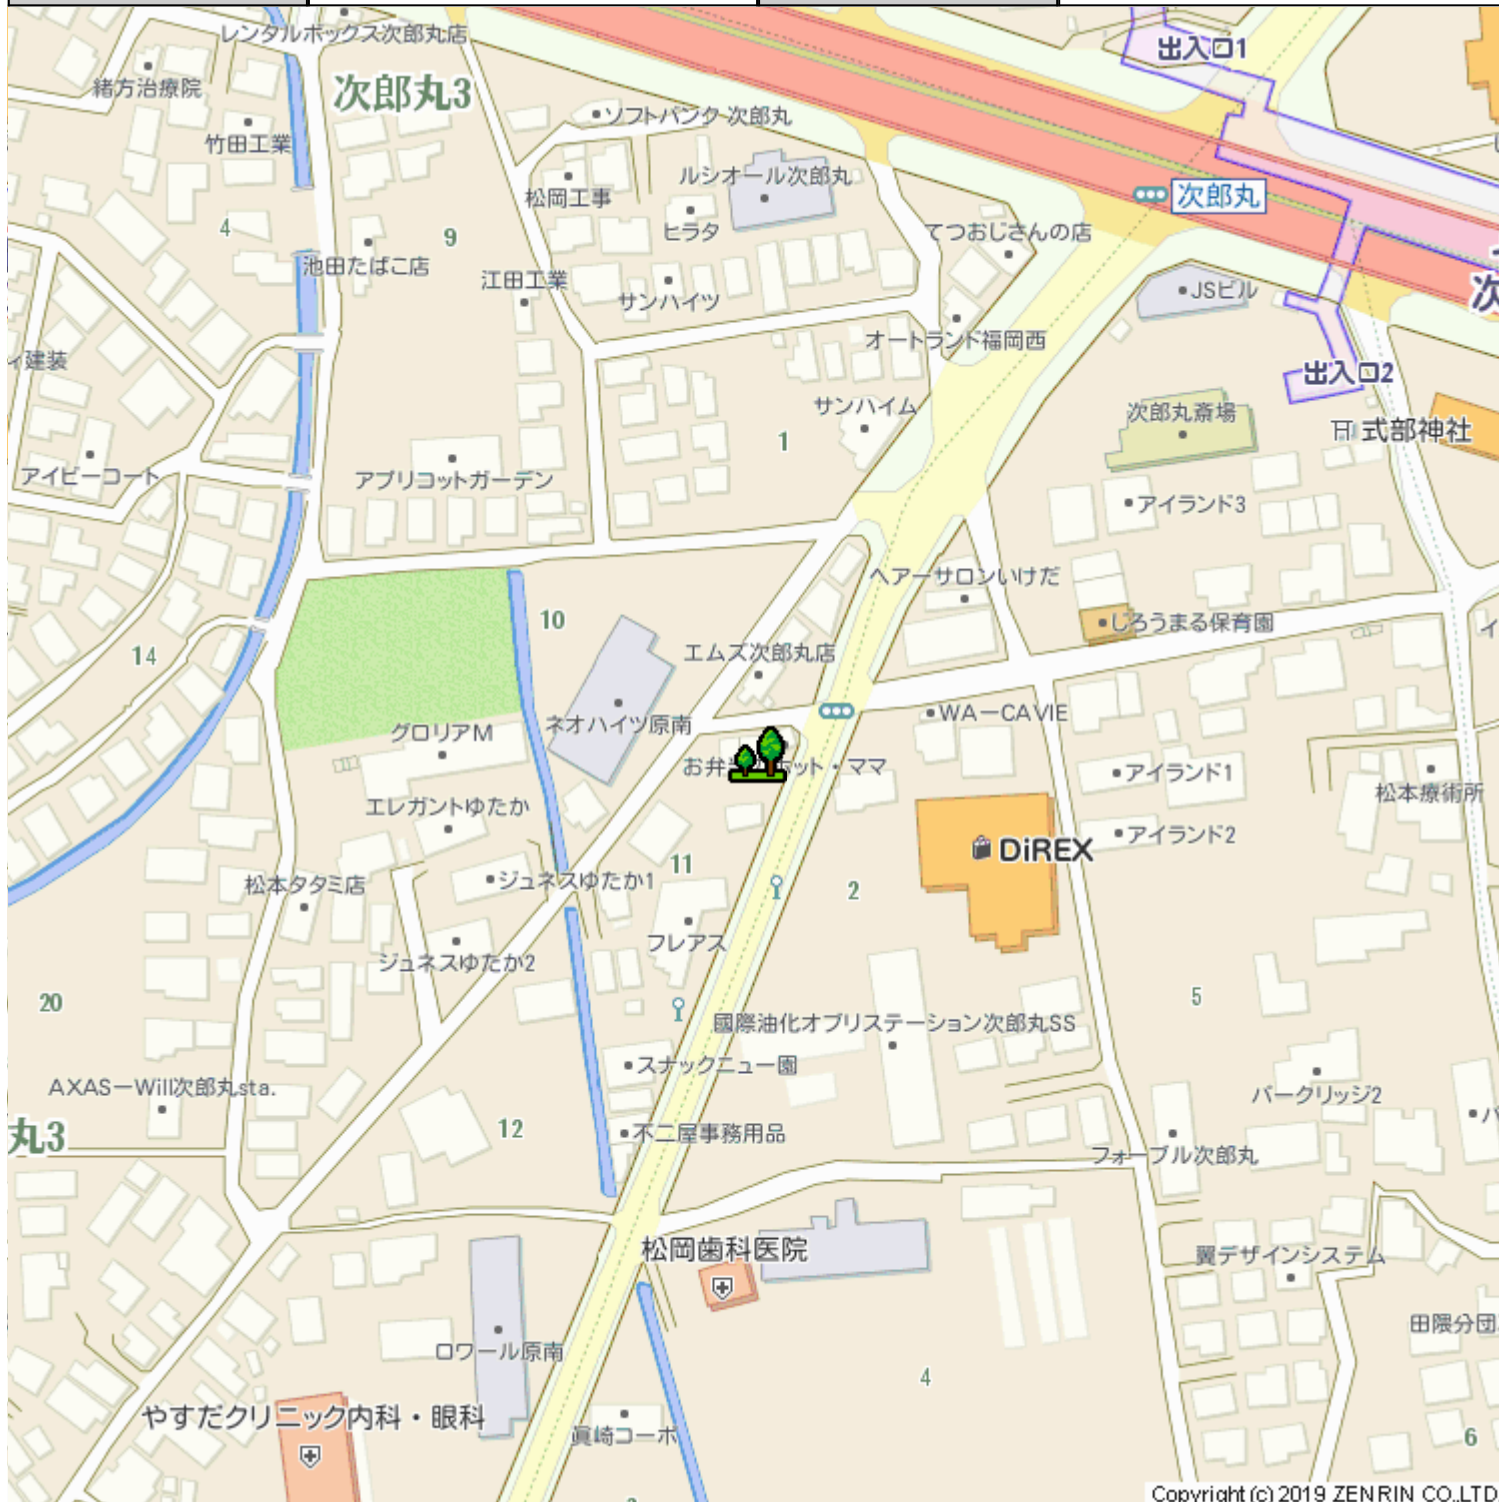 レンタルボックス次郎丸店
出入口1
緒方治療院
次郎丸3
ソフトバンク 次郎丸
竹田工業
ルシオール次郎丸
松岡工事
次郎丸
4
9
ヒラタ
てつおじさんの店
池田たばこ店
江田工業
サンハイツ
JSビル
次
オートランド福岡西
ィ建装
出入口2
サンハイム
次郎丸斎場
1
式部神社
アイビーコート
アプリコットガーデン
アイランド3
ヘアーサロンいけだ
10
じろうまる保育園
14
エムズ次郎丸店
イ
WA−CAVIE
グロリアM
ネオハイツ原南
お弁
ット・ママ
アイランド1
松本療術所
エレガントゆたか
アイランド2
DiREX
11
松本タタミ店
ジュネスゆたか1
2
フレアス
ジュネスゆたか2
20
5
國際油化オブリステーション次郎丸SS
スナックニュー園
AXAS−Will次郎丸sta.
パークリッジ2
丸3
12
不二屋事務用品
フォーブル次郎丸
松岡歯科医院
翼デザインシステム
田隈分団
ロワール原南
4
やすだクリニック内科・眼科
眞崎コーポ
6
Copyright (c) 2019 ZENRIN CO.,LTD